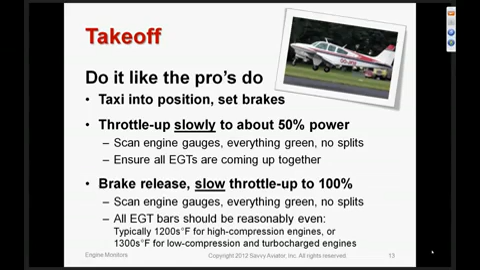 Takeoff
Do it like the pro's do
• Taxi into position, set brakes
• Throttle-up slowly to about 50% power
– Scan engine gauges, everything green, no splits
– Ensure all EGTs are coming up together
• Brake release, slow throttle-up to 100%
– Scan engine gauges, everything green, no splits
– All EGT bars should be reasonably even:
Typically 1200s°F for high-compression engines, or
1300s°F for low-compression and turbocharged engines
Engine Monitors
Copyright 2012 Savvy Aviator, Inc. All rights reserved.
13